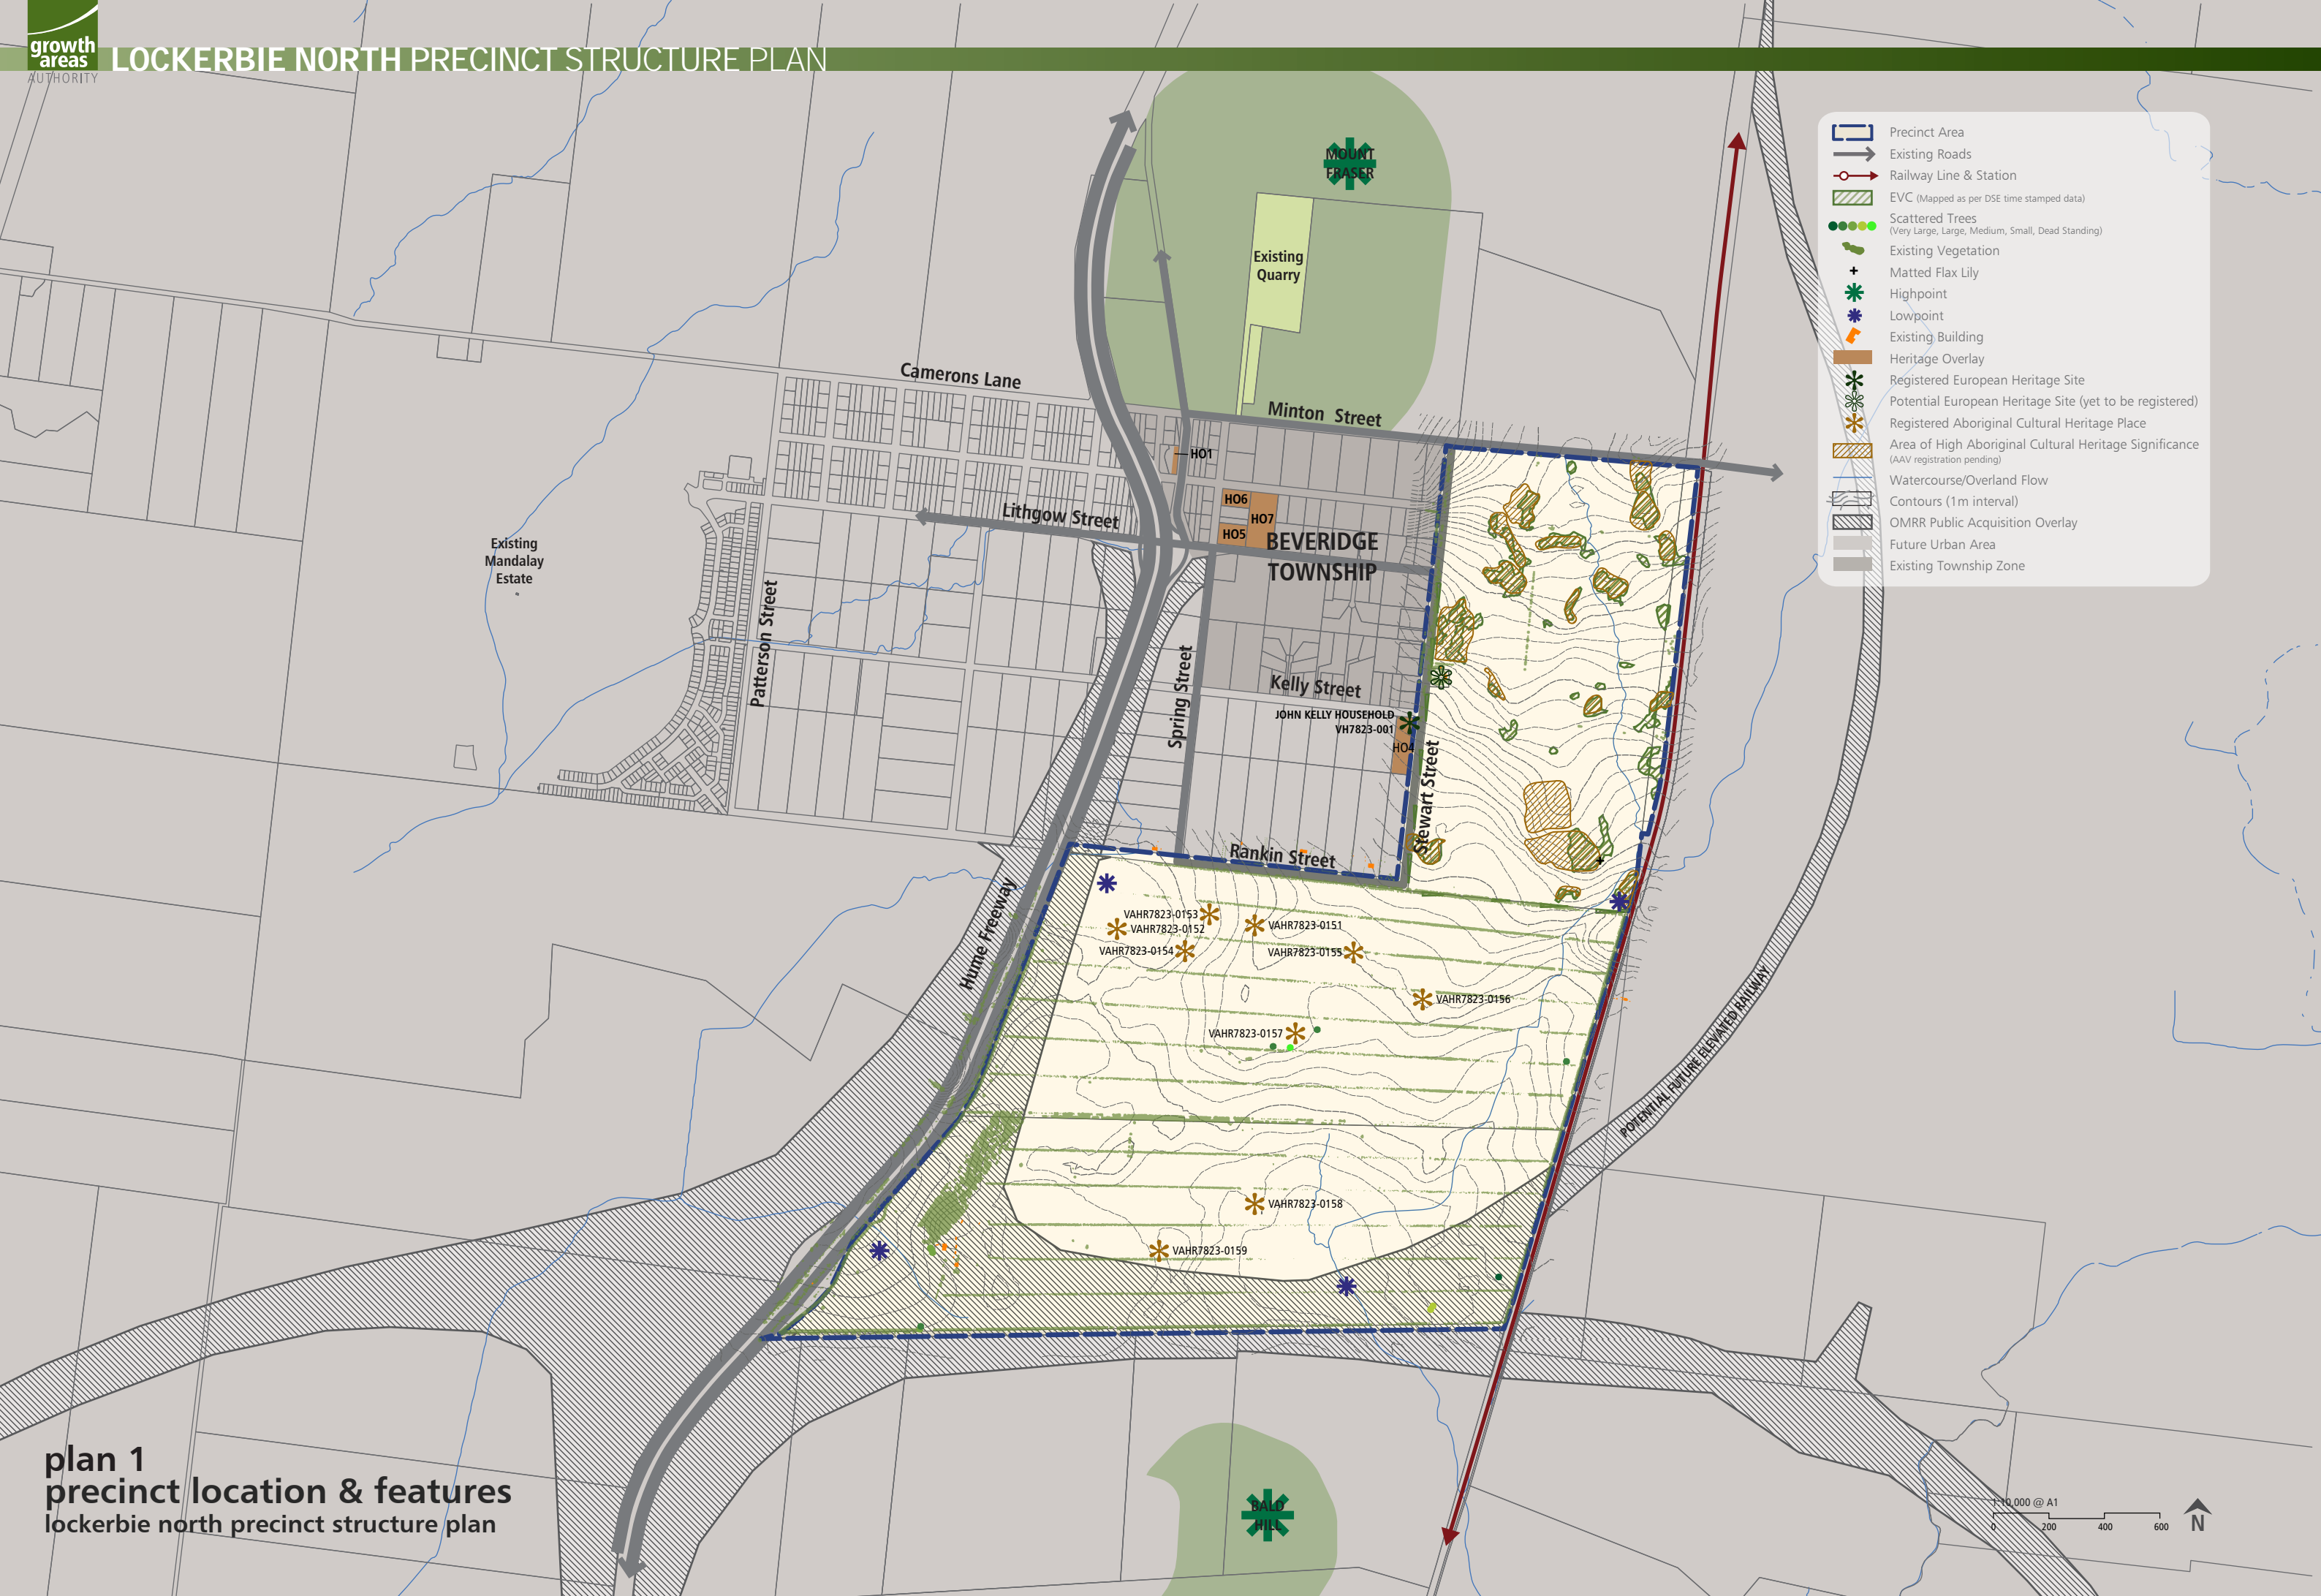 growth
areas
AUTHORITY
LOCKERBIE NORTH PRECINCT STRUCTURE PLAN
Precinct Area
Existing Roads
Railway Line & Station
EVC (Mapped as per DSE time stamped data)
Scattered Trees
(Very Large, Large, Medium, Small, Dead Standing)
Existing Vegetation
Matted Flax Lily
Highpoint
Lowpoint
Existing Building
Heritage Overlay
Registered European Heritage Site
Potential European Heritage Site (yet to be registered)
Registered Aboriginal Cultural Heritage Place
Area of High Aboriginal Cultural Heritage Significance
(AAV registration pending)
Watercourse/Overland Flow
Contours (1m interval)
OMRR Public Acquisition Overlay
Future Urban Area
Existing Township Zone
MOUNT
FRASER
Existing
Quarry
Camerons Lane
Minton Street
HO1
HO6
HO7
HO5
Lithgow Street
BEVERIDGE
TOWNSHIP
Existing
Mandalay
Estate
Patterson Street
Spring Street
Kelly Street
JOHN KELLY HOUSEHOLD
VH7823-001
HO4
Stewart Street
Rankin Street
Hume Freeway
VAHR7823-0153
VAHR7823-0152
VAHR7823-0151
VAHR7823-0154
VAHR7823-0155
VAHR7823-0156
VAHR7823-0157
POTENTIAL FUTURE ELEVATED RAILWAY
VAHR7823-0158
VAHR7823-0159
BALD
HILL
plan 1
precinct location & features
lockerbie north precinct structure plan
1:10,000 @ A1
0 200 400 600
N